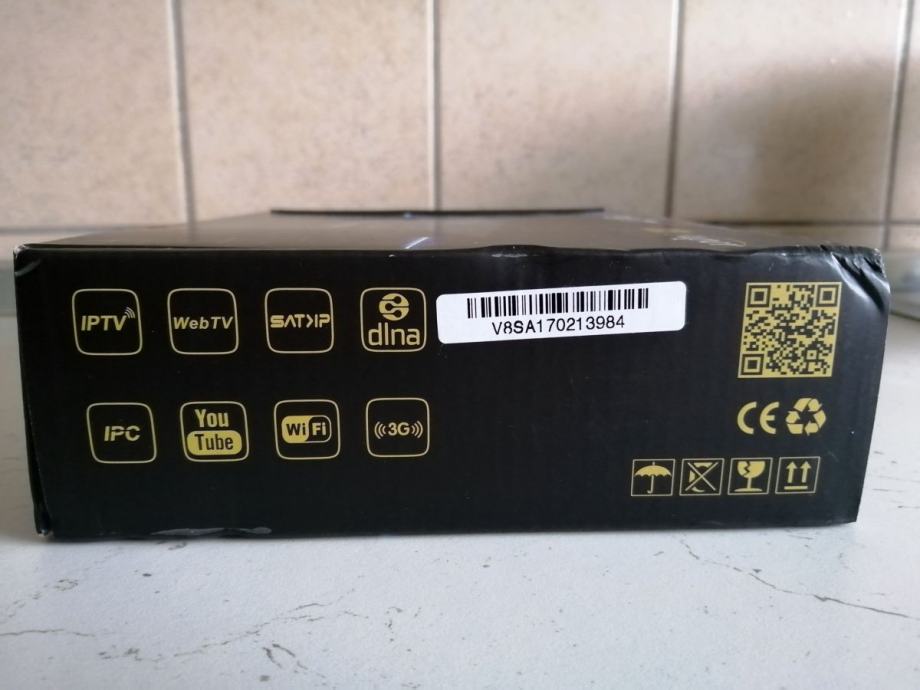 IPTV
WebTV
SAT>IP
dlna
V8SA170213984
IPC
You
Tube
WiFi
3G
CE